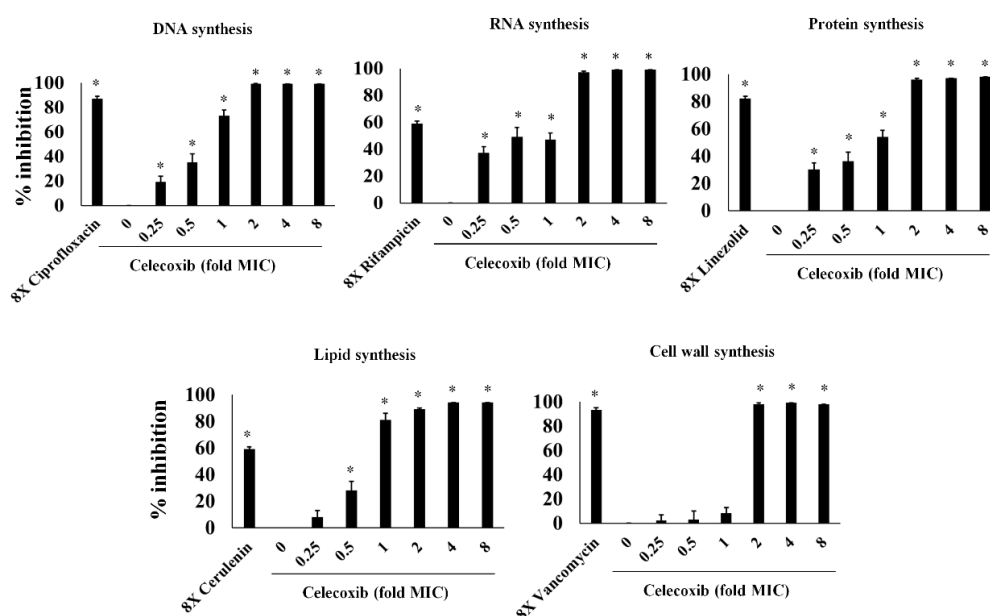 DNA synthesis
% inhibition
100
80
60
40
20
0
* * * * * * *
8X Ciprofloxacin 0 0.25 0.5 1 2 4 8
Celecoxib (fold MIC)
RNA synthesis
100
80
60
40
20
0
* * * * * * *
8X Rifampicin 0 0.25 0.5 1 2 4 8
Celecoxib (fold MIC)
Protein synthesis
100
80
60
40
20
0
* * * * * * *
8X Linezolid 0 0.25 0.5 1 2 4 8
Celecoxib (fold MIC)
Lipid synthesis
% inhibition
100
80
60
40
20
0
* * * * * *
8X Cerulenin 0 0.25 0.5 1 2 4 8
Celecoxib (fold MIC)
Cell wall synthesis
100
80
60
40
20
0
* * * *
8X Vancomycin 0 0.25 0.5 1 2 4 8
Celecoxib (fold MIC)